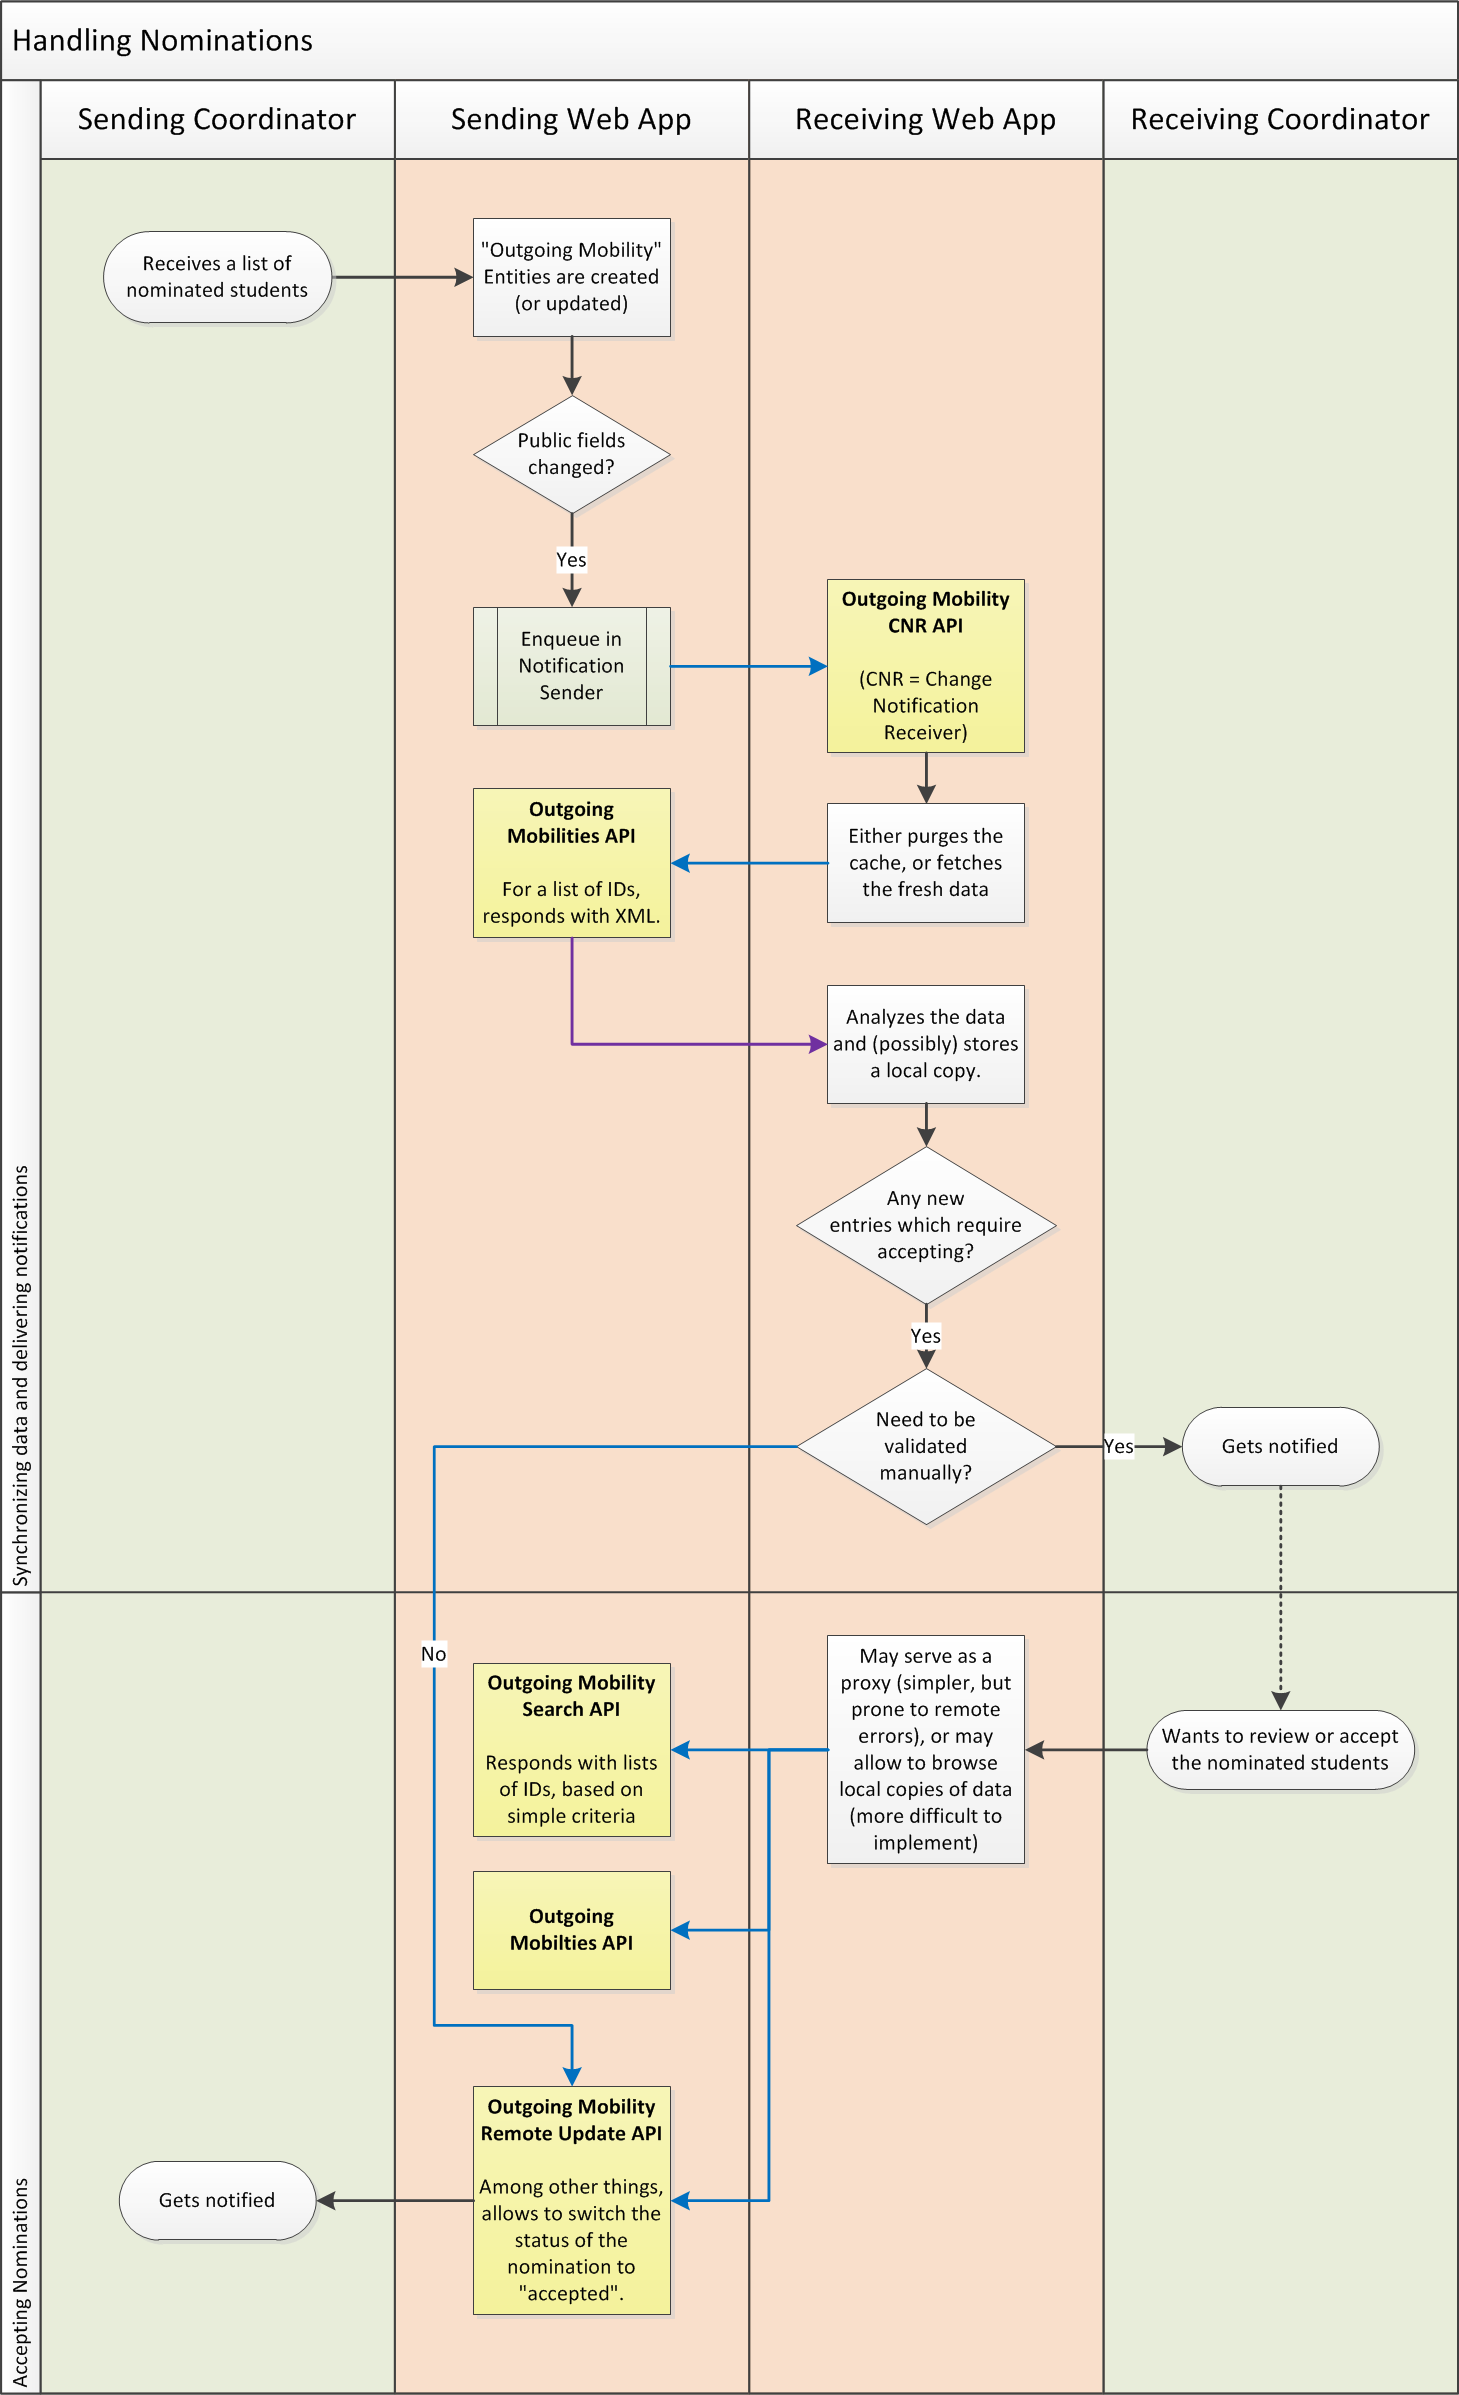 Handling Nominations
Sending Coordinator
Sending Web App
Receiving Web App
Receiving Coordinator
Synchronizing data and delivering notifications
Receives a list of
nominated students
"Outgoing Mobility"
Entities are created
(or updated)
Public fields
changed?
Yes
Enqueue in
Notification
Sender
Outgoing Mobility
CNR API
(CNR = Change
Notification
Receiver)
Either purges the
cache, or fetches
the fresh data
Outgoing
Mobilities API
For a list of IDs,
responds with XML.
Analyzes the data
and (possibly) stores
a local copy.
Any new
entries which require
accepting?
Yes
Need to be
validated
manually?
Yes
Gets notified
Accepting Nominations
No
Wants to review or accept
the nominated students
May serve as a
proxy (simpler, but
prone to remote
errors), or may
allow to browse
local copies of data
(more difficult to
implement)
Outgoing Mobility
Search API
Responds with lists
of IDs, based on
simple criteria
Outgoing
Mobilties API
Outgoing Mobility
Remote Update API
Among other things,
allows to switch the
status of the
nomination to
"accepted".
Gets notified